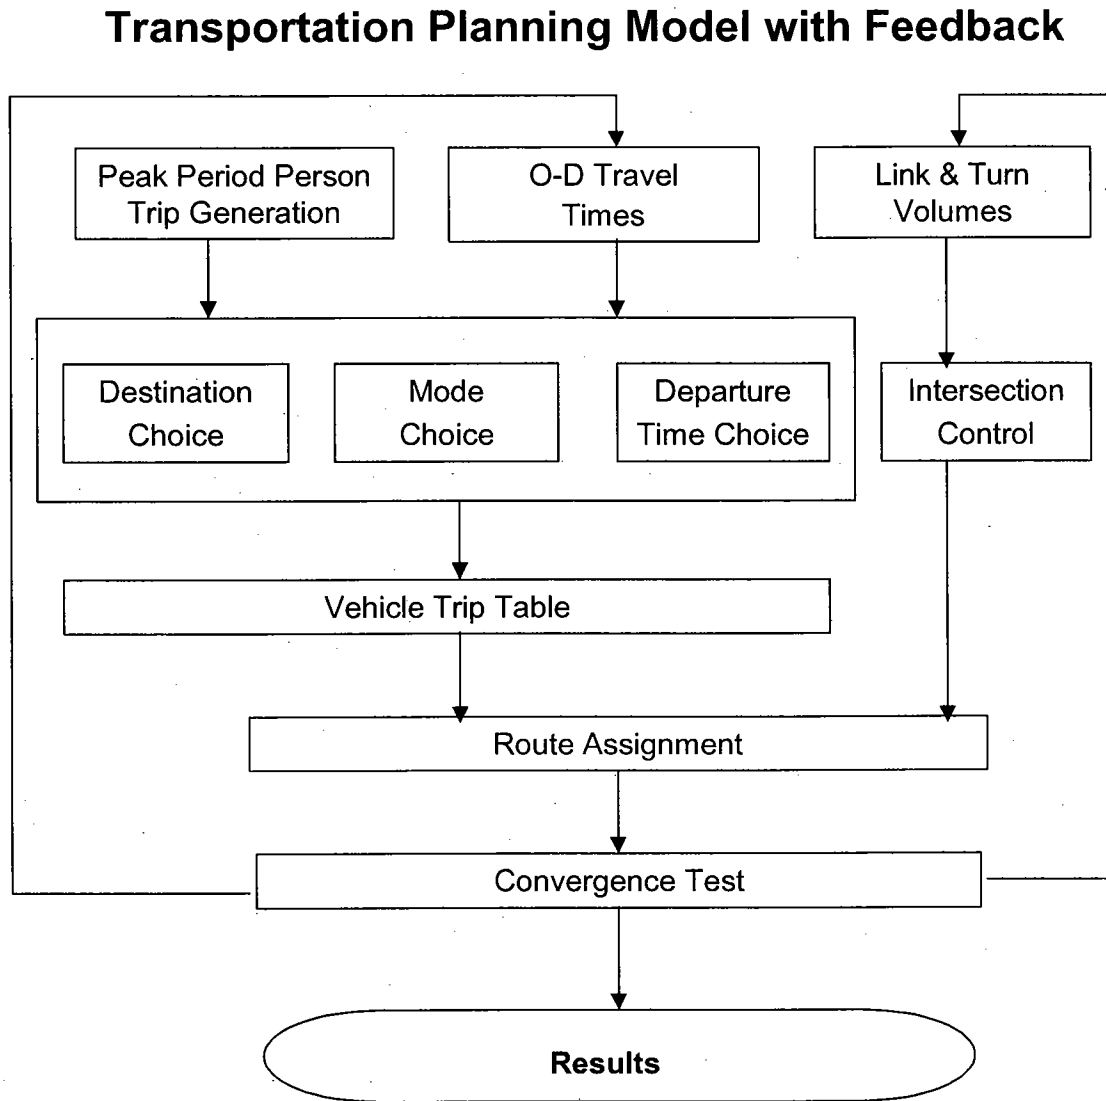 Transportation Planning Model with Feedback
Peak Period Person
Trip Generation
O-D Travel
Times
Link & Turn
Volumes
Destination
Choice
Mode
Choice
Departure
Time Choice
Intersection
Control
Vehicle Trip Table
Route Assignment
Convergence Test
Results